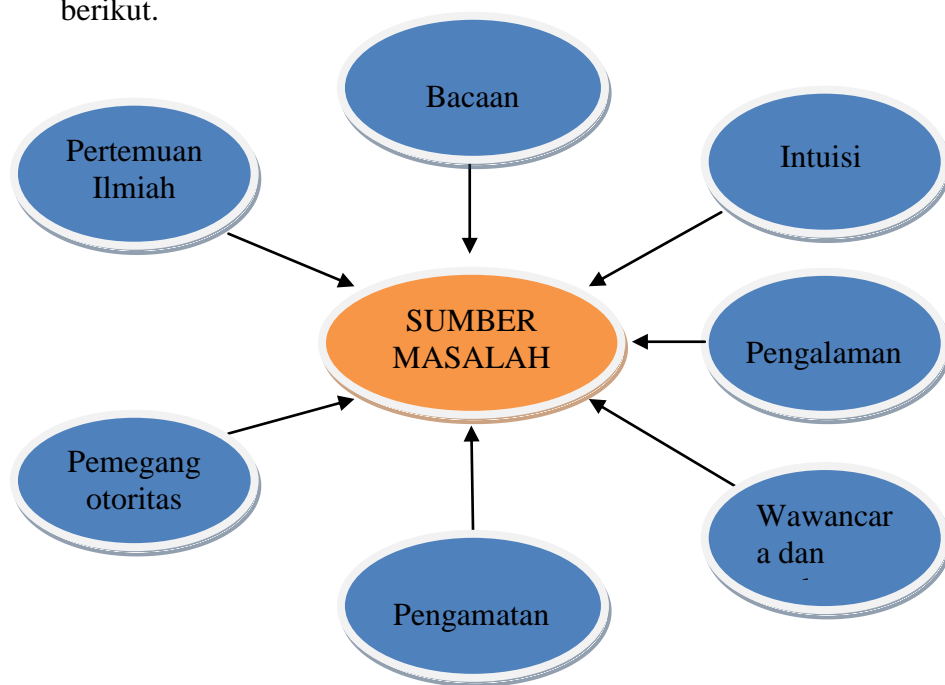 berikut.
Bacaan
Pertemuan
Ilmiah
Intuisi
SUMBER
MASALAH
Pengalaman
Pemegang
otoritas
Wawancar
a dan
Pengamatan